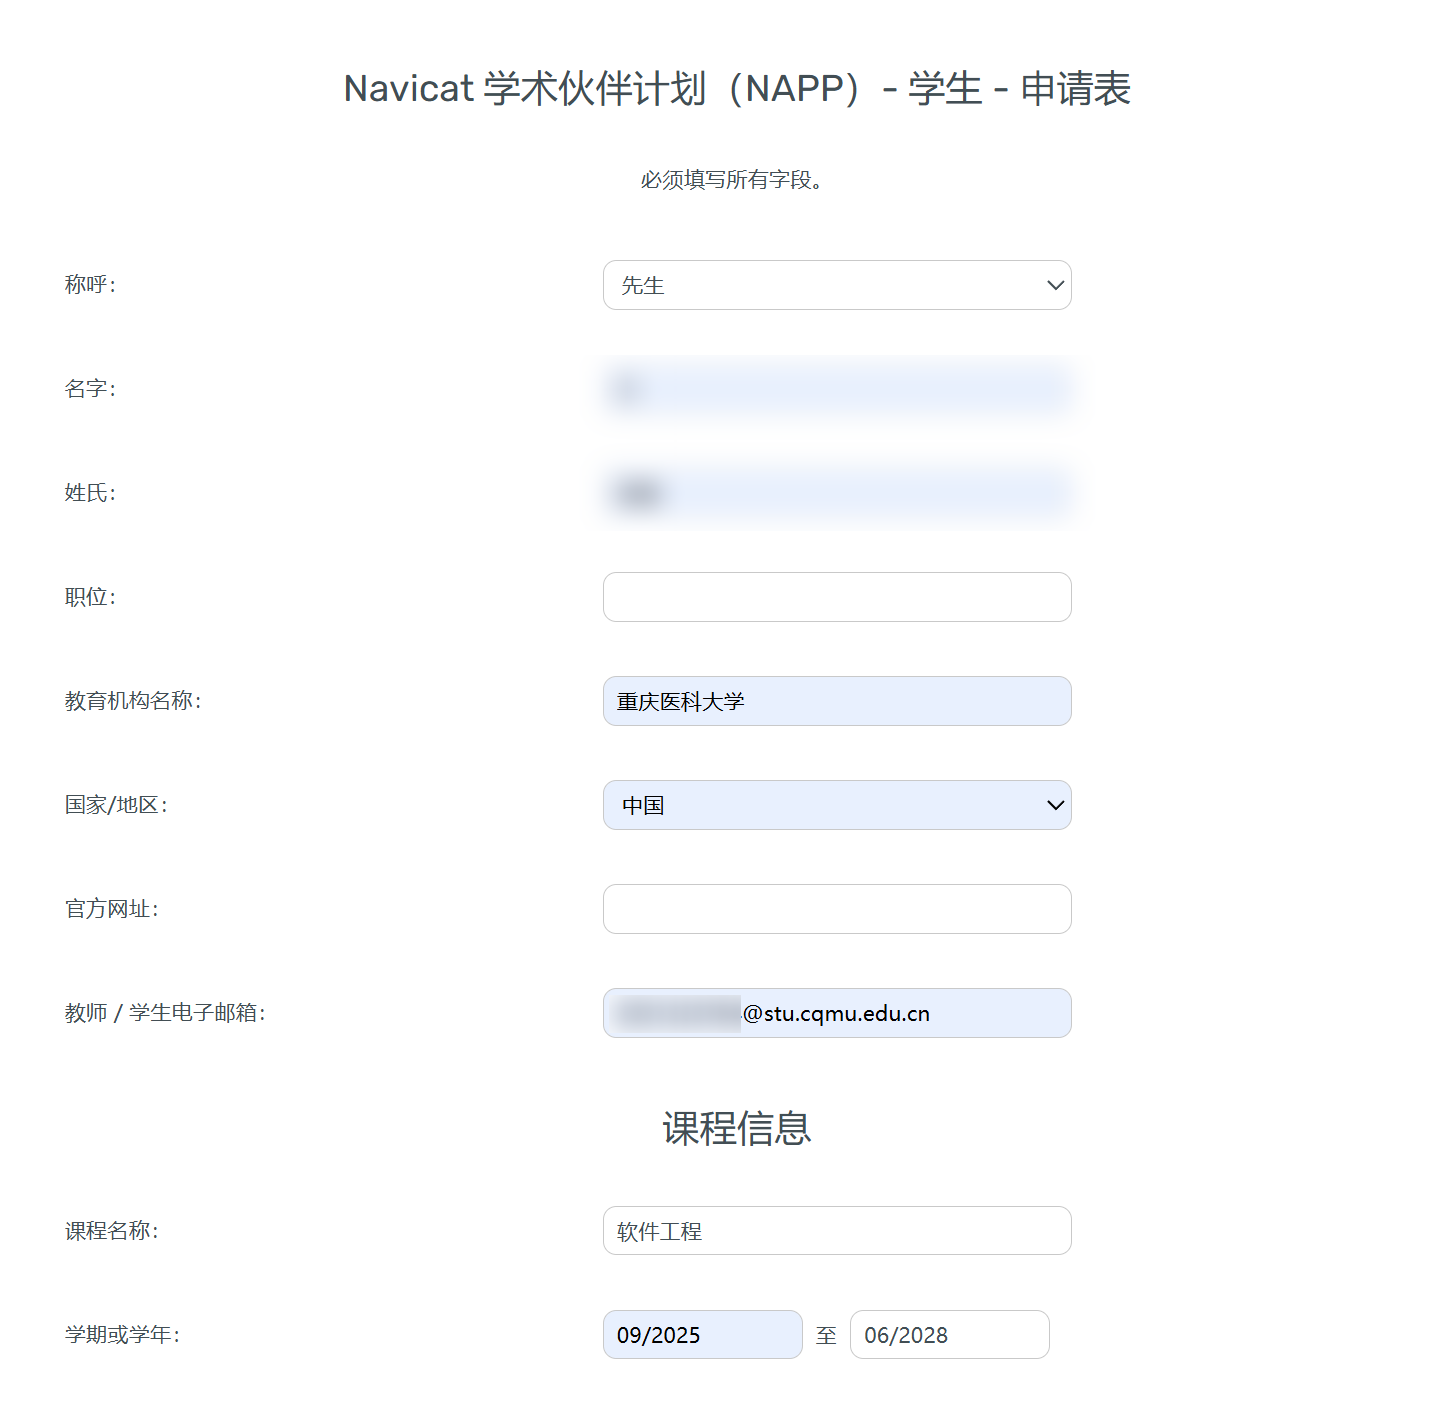 Navicat 学术伙伴计划（NAPP）- 学生 - 申请表
必须填写所有字段。
称呼： 先生
名字：
姓氏：
职位：
教育机构名称： 重庆医科大学
国家/地区： 中国
官方网址：
教师 / 学生电子邮箱： @stu.cqmu.edu.cn
课程信息
课程名称： 软件工程
学期或学年： 09/2025 至 06/2028